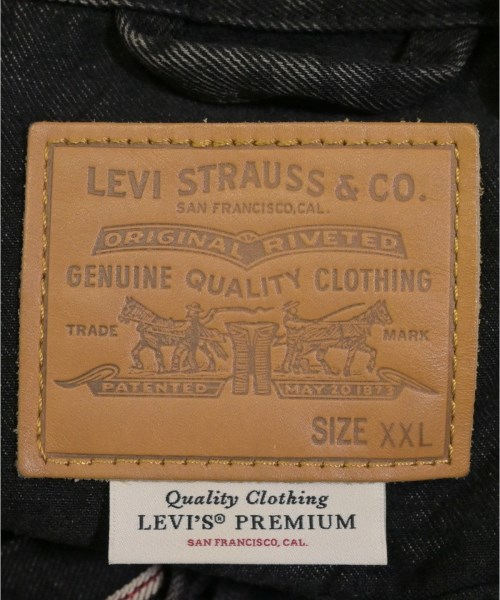 LEVI STRAUSS & CO.
SAN FRANCISCO, CAL.
ORIGINAL RIVETED
GENUINE QUALITY CLOTHING
TRADE MARK
PATENTED MAY 20 1873
SIZE XXL
Quality Clothing
LEVI'S® PREMIUM
SAN FRANCISCO, CAL.